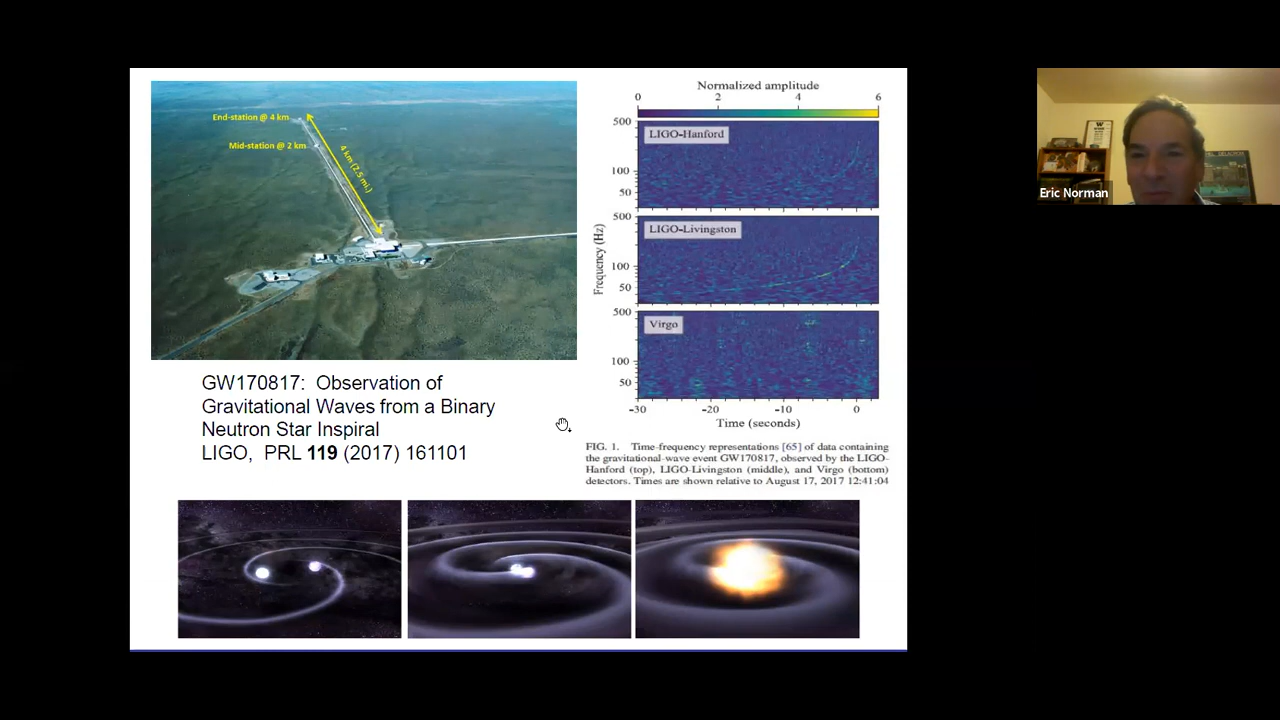 End-station @ 4 km
Mid-station @ 2 km
4 km (2.5 mi.)
GW170817: Observation of
Gravitational Waves from a Binary
Neutron Star Inspiral
LIGO, PRL 119 (2017) 161101
Normalized amplitude
0 2 4 6
500
LIGO-Hanford
100
50
500
LIGO-Livingston
100
50
Frequency (Hz)
500
Virgo
100
50
-30 -20 -10 0
Time (seconds)
FIG. 1. Time-frequency representations [65] of data containing
the gravitational-wave event GW170817, observed by the LIGO-
Hanford (top), LIGO-Livingston (middle), and Virgo (bottom)
detectors. Times are shown relative to August 17, 2017 12:41:04
Eric Norman
W